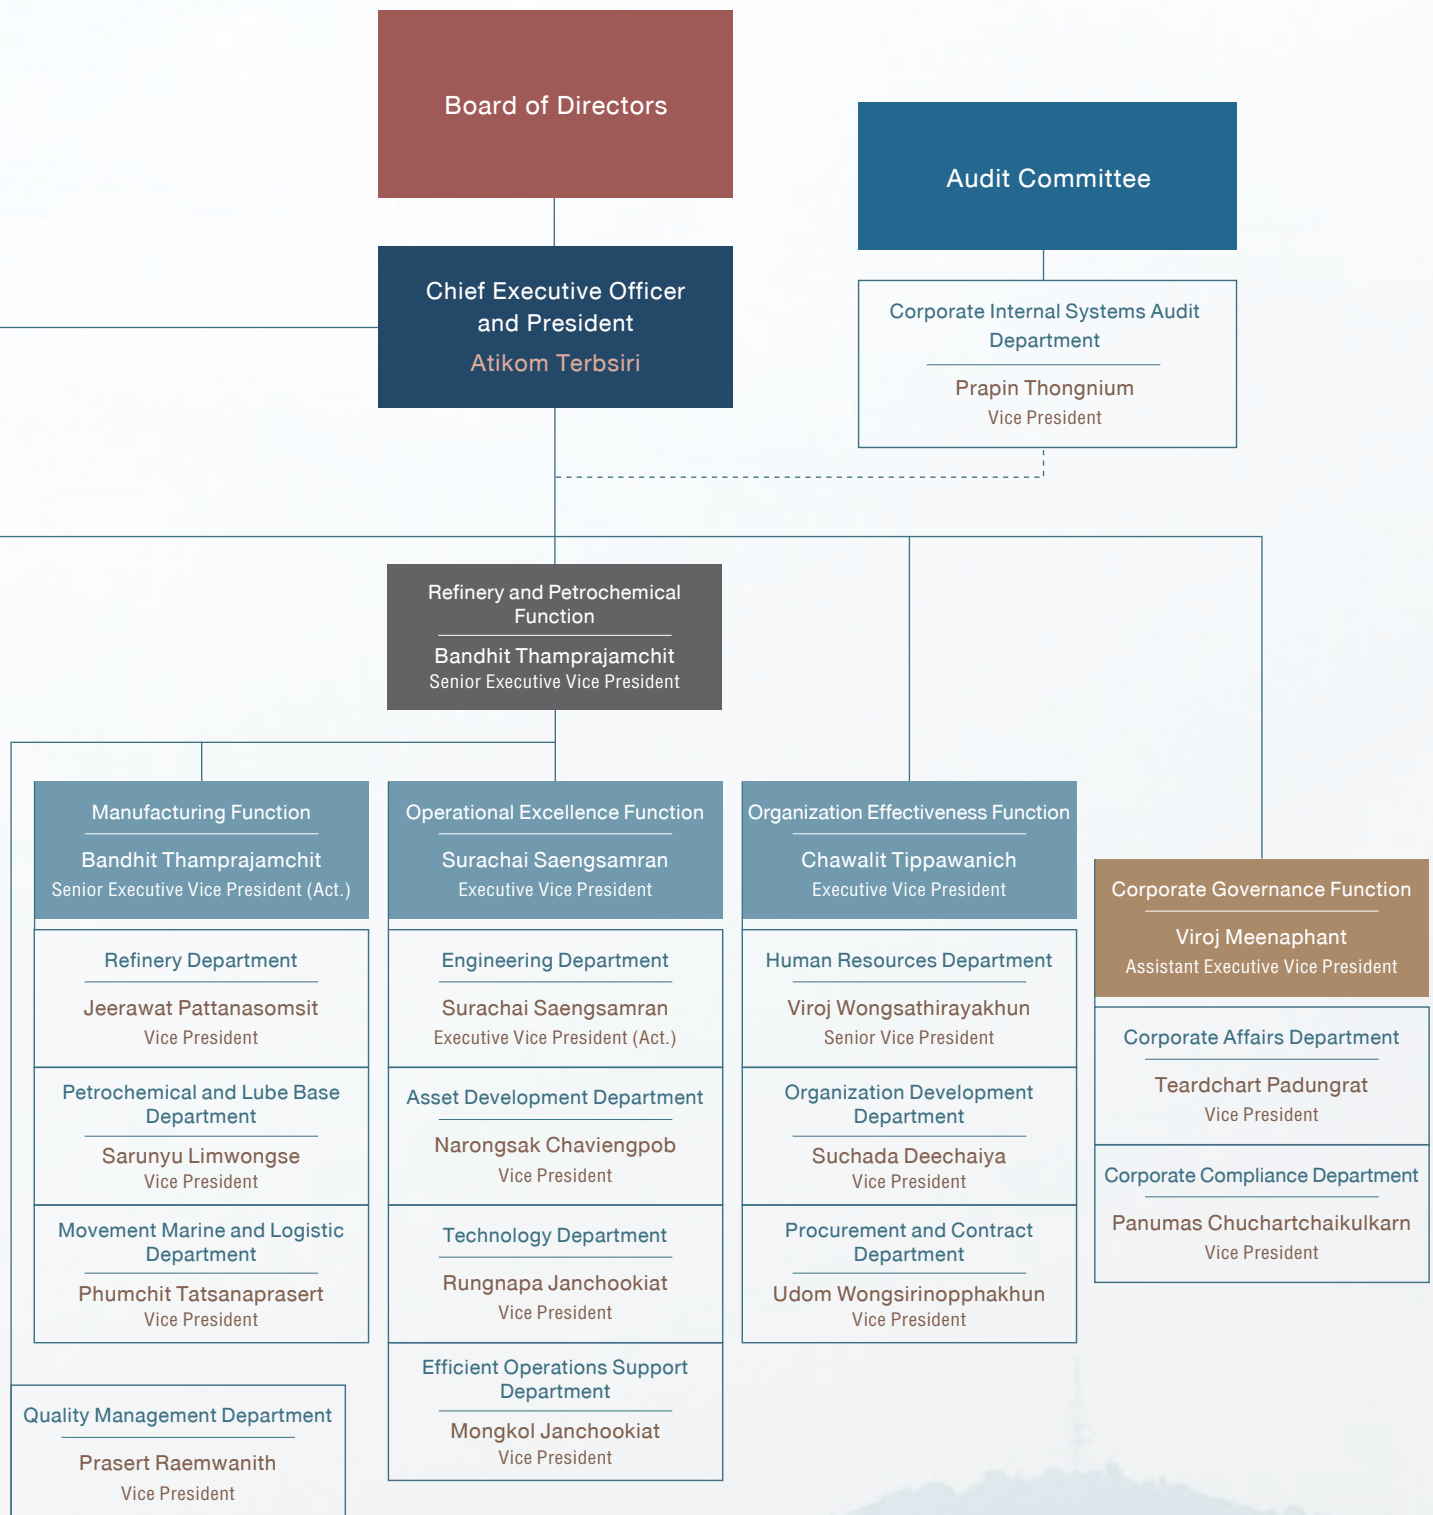 Board of Directors
Audit Committee
Chief Executive Officer
and President
Atikom Terbsiri
Corporate Internal Systems Audit
Department
Prapin Thongnium
Vice President
Refinery and Petrochemical
Function
Bandhit Thamprajamchit
Senior Executive Vice President
Manufacturing Function
Bandhit Thamprajamchit
Senior Executive Vice President (Act.)
Refinery Department
Jeerawat Pattanasomsit
Vice President
Petrochemical and Lube Base
Department
Sarunyu Limwongse
Vice President
Movement Marine and Logistic
Department
Phumchit Tatsanaprasert
Vice President
Quality Management Department
Prasert Raemwanith
Vice President
Operational Excellence Function
Surachai Saengsamran
Executive Vice President
Engineering Department
Surachai Saengsamran
Executive Vice President (Act.)
Asset Development Department
Narongsak Chaviengpob
Vice President
Technology Department
Rungnapa Janchookiat
Vice President
Efficient Operations Support
Department
Mongkol Janchookiat
Vice President
Organization Effectiveness Function
Chawalit Tippawanich
Executive Vice President
Human Resources Department
Viroj Wongsathirayakhun
Senior Vice President
Organization Development
Department
Suchada Deechaiya
Vice President
Procurement and Contract
Department
Udom Wongsirinopphakhun
Vice President
Corporate Governance Function
Viroj Meenaphant
Assistant Executive Vice President
Corporate Affairs Department
Teardchart Padungrat
Vice President
Corporate Compliance Department
Panumas Chuchartchaikulkarn
Vice President